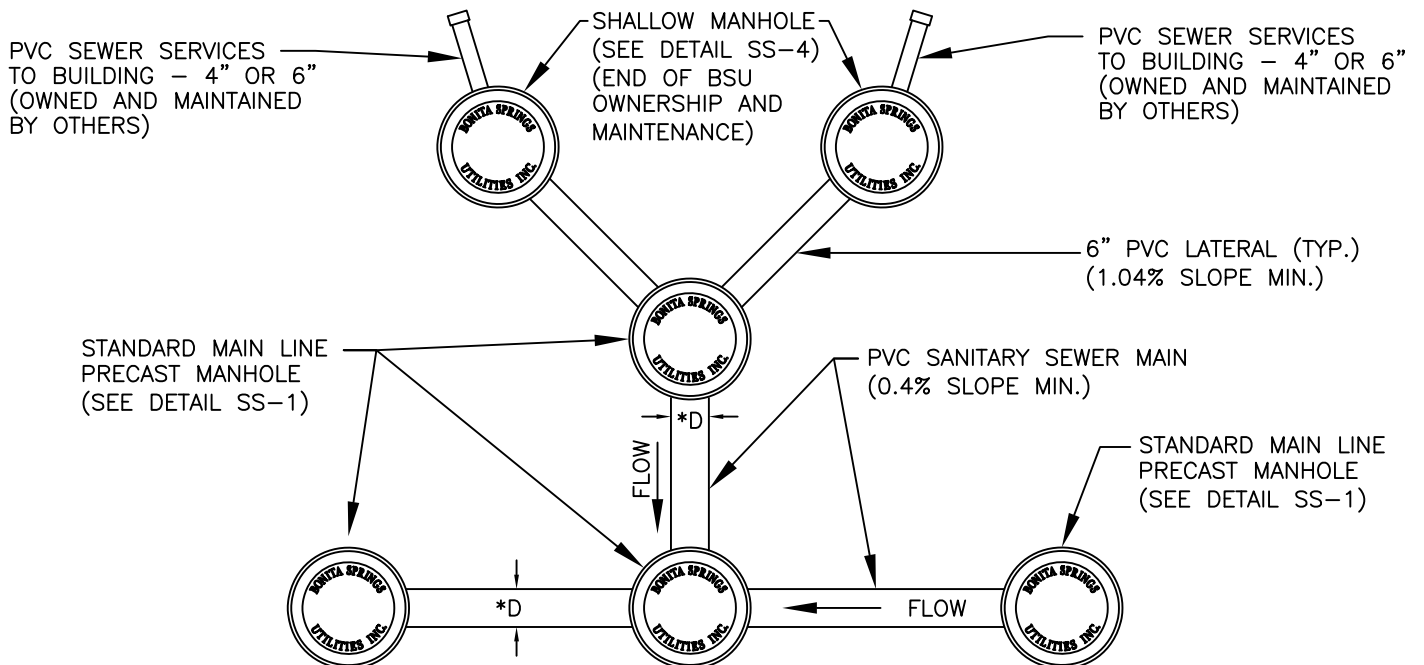 PVC SEWER SERVICES
TO BUILDING – 4” OR 6”
(OWNED AND MAINTAINED
BY OTHERS)
SHALLOW MANHOLE
(SEE DETAIL SS–4)
(END OF BSU
OWNERSHIP AND
MAINTENANCE)
PVC SEWER SERVICES
TO BUILDING – 4” OR 6”
(OWNED AND MAINTAINED
BY OTHERS)
BONITA SPRINGS
UTILITIES INC.
BONITA SPRINGS
UTILITIES INC.
6” PVC LATERAL (TYP.)
(1.04% SLOPE MIN.)
BONITA SPRINGS
UTILITIES INC.
STANDARD MAIN LINE
PRECAST MANHOLE
(SEE DETAIL SS–1)
PVC SANITARY SEWER MAIN
(0.4% SLOPE MIN.)
*D
FLOW
STANDARD MAIN LINE
PRECAST MANHOLE
(SEE DETAIL SS–1)
BONITA SPRINGS
UTILITIES INC.
*D
BONITA SPRINGS
UTILITIES INC.
FLOW
BONITA SPRINGS
UTILITIES INC.